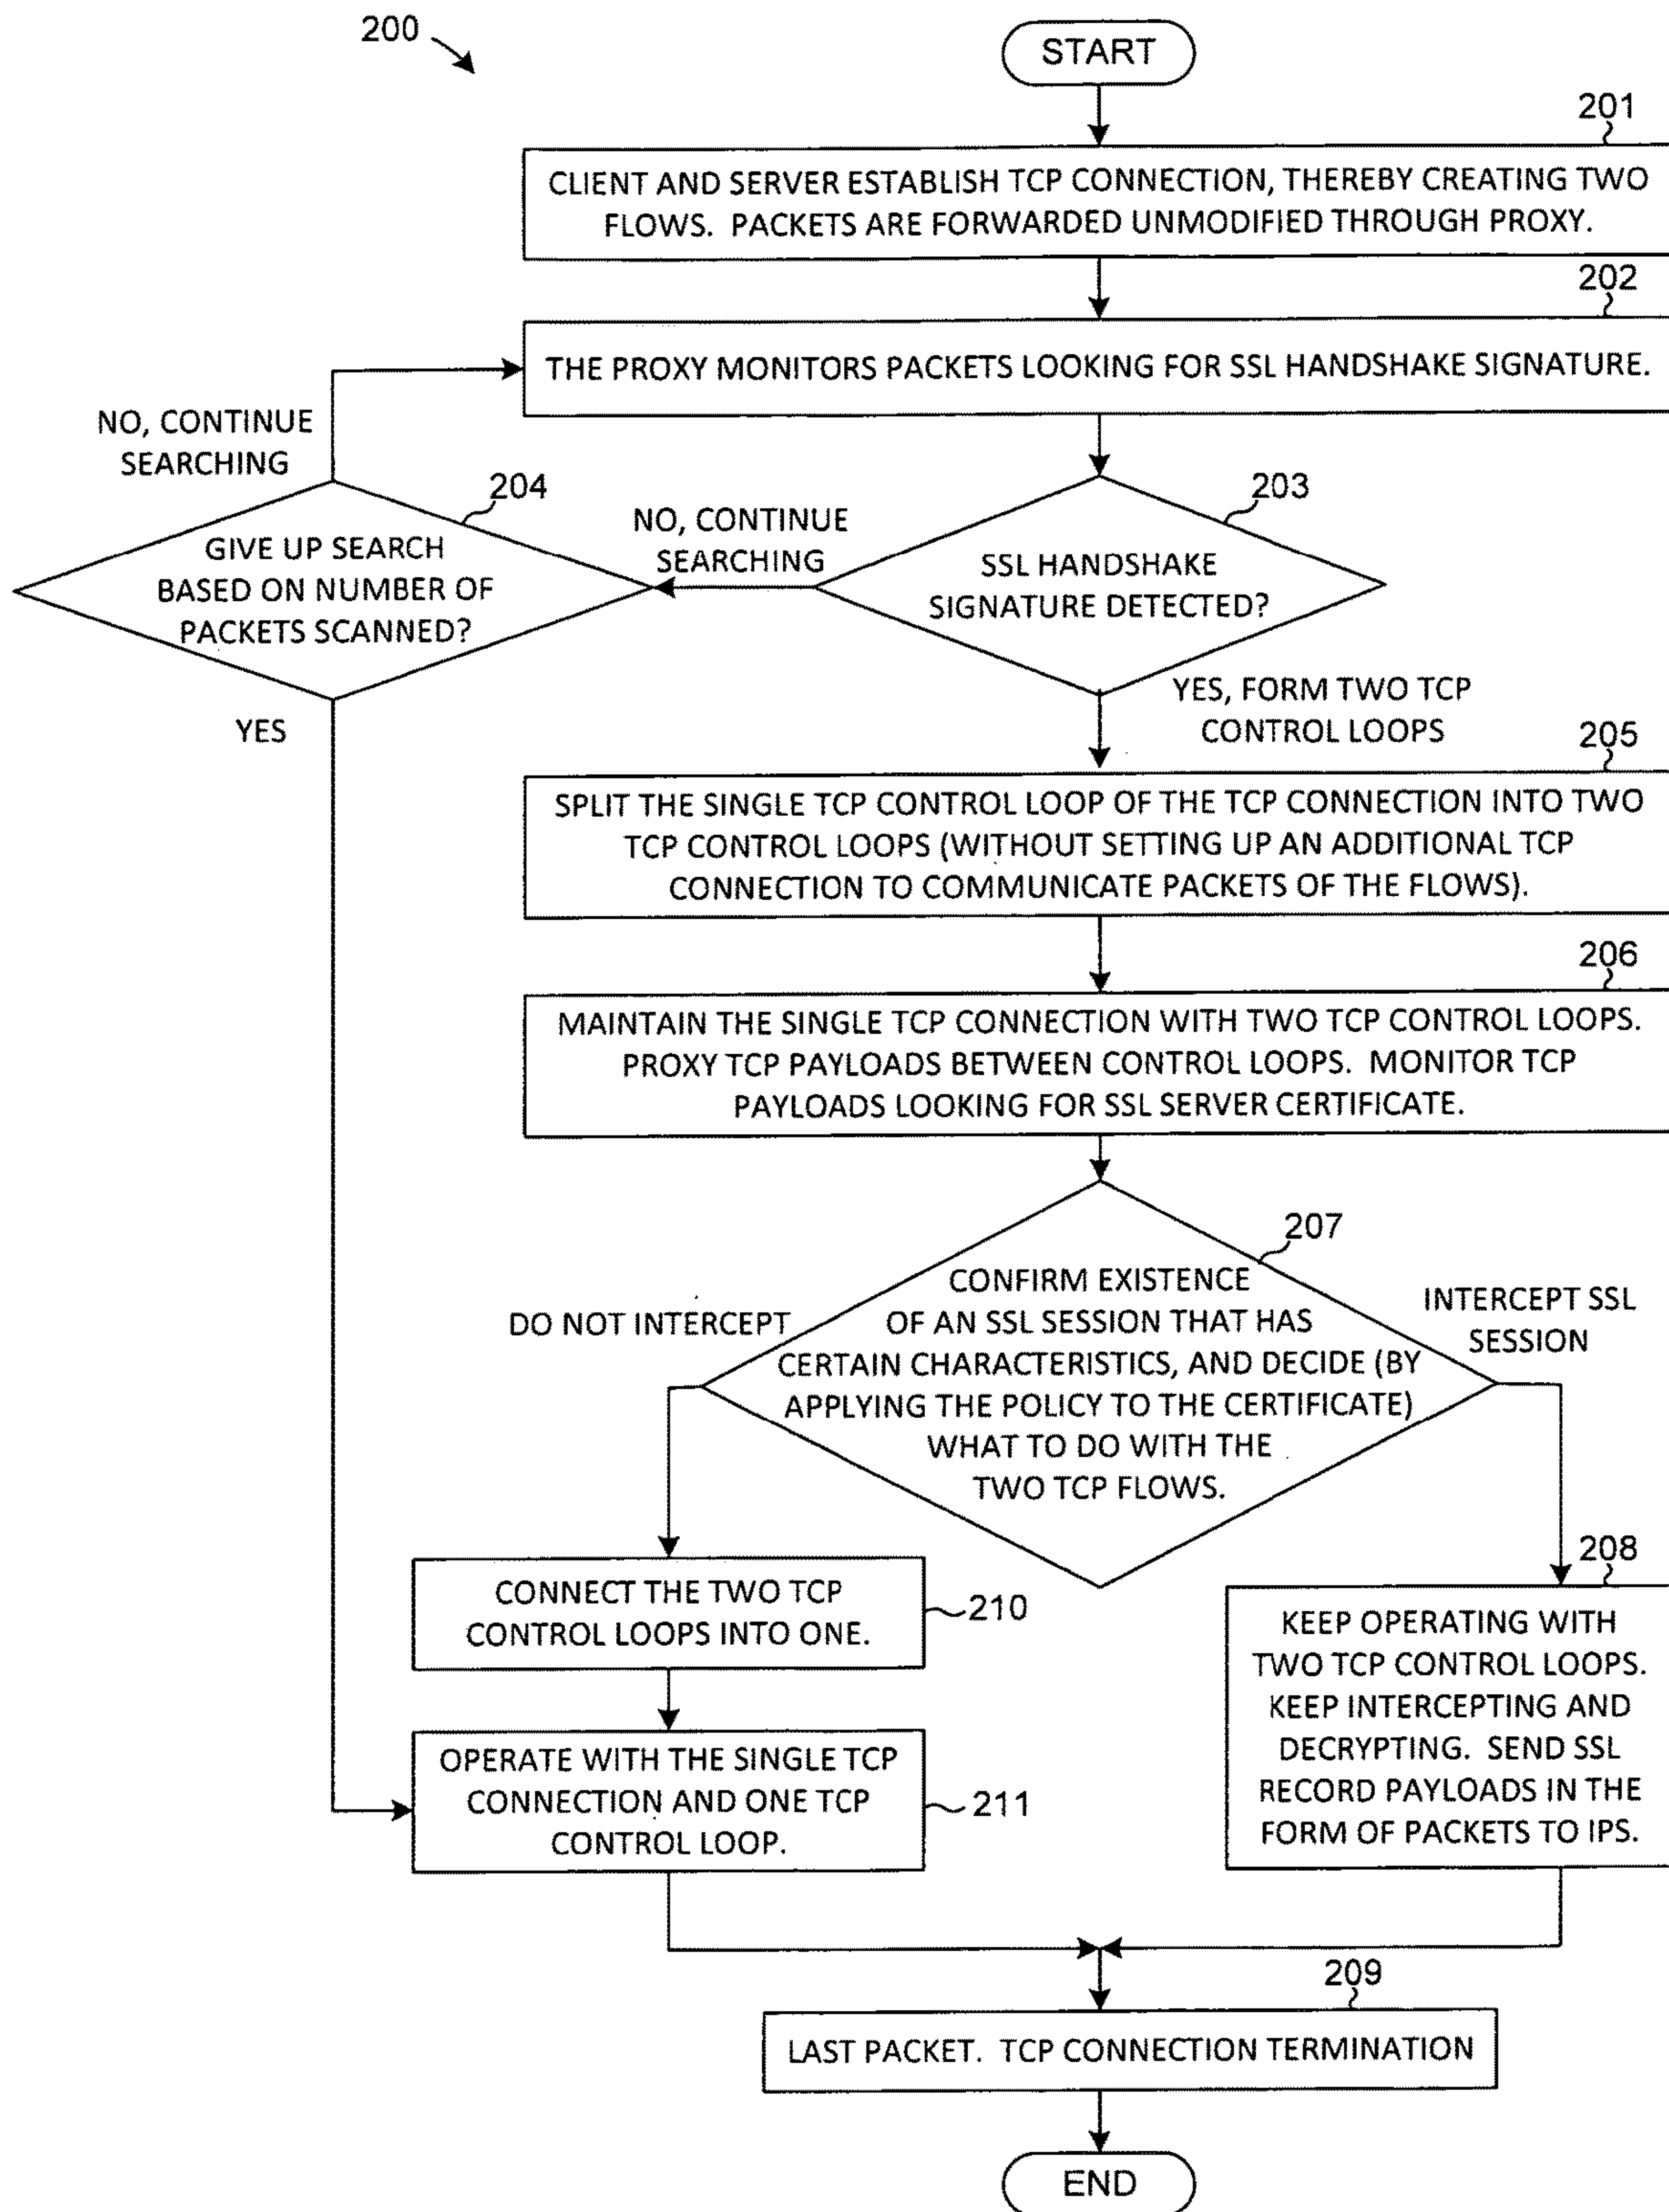 200
START
201
CLIENT AND SERVER ESTABLISH TCP CONNECTION, THEREBY CREATING TWO
FLOWS. PACKETS ARE FORWARDED UNMODIFIED THROUGH PROXY.
202
THE PROXY MONITORS PACKETS LOOKING FOR SSL HANDSHAKE SIGNATURE.
NO, CONTINUE
SEARCHING
204
GIVE UP SEARCH
BASED ON NUMBER OF
PACKETS SCANNED?
NO, CONTINUE
SEARCHING
203
SSL HANDSHAKE
SIGNATURE DETECTED?
YES
YES, FORM TWO TCP
CONTROL LOOPS
205
SPLIT THE SINGLE TCP CONTROL LOOP OF THE TCP CONNECTION INTO TWO
TCP CONTROL LOOPS (WITHOUT SETTING UP AN ADDITIONAL TCP
CONNECTION TO COMMUNICATE PACKETS OF THE FLOWS).
206
MAINTAIN THE SINGLE TCP CONNECTION WITH TWO TCP CONTROL LOOPS.
PROXY TCP PAYLOADS BETWEEN CONTROL LOOPS. MONITOR TCP
PAYLOADS LOOKING FOR SSL SERVER CERTIFICATE.
207
CONFIRM EXISTENCE
OF AN SSL SESSION THAT HAS
CERTAIN CHARACTERISTICS, AND DECIDE (BY
APPLYING THE POLICY TO THE CERTIFICATE)
WHAT TO DO WITH THE
TWO TCP FLOWS.
DO NOT INTERCEPT
INTERCEPT SSL
SESSION
CONNECT THE TWO TCP
CONTROL LOOPS INTO ONE.
210
208
KEEP OPERATING WITH
TWO TCP CONTROL LOOPS.
KEEP INTERCEPTING AND
DECRYPTING. SEND SSL
RECORD PAYLOADS IN THE
FORM OF PACKETS TO IPS.
OPERATE WITH THE SINGLE TCP
CONNECTION AND ONE TCP
CONTROL LOOP.
211
209
LAST PACKET. TCP CONNECTION TERMINATION
END